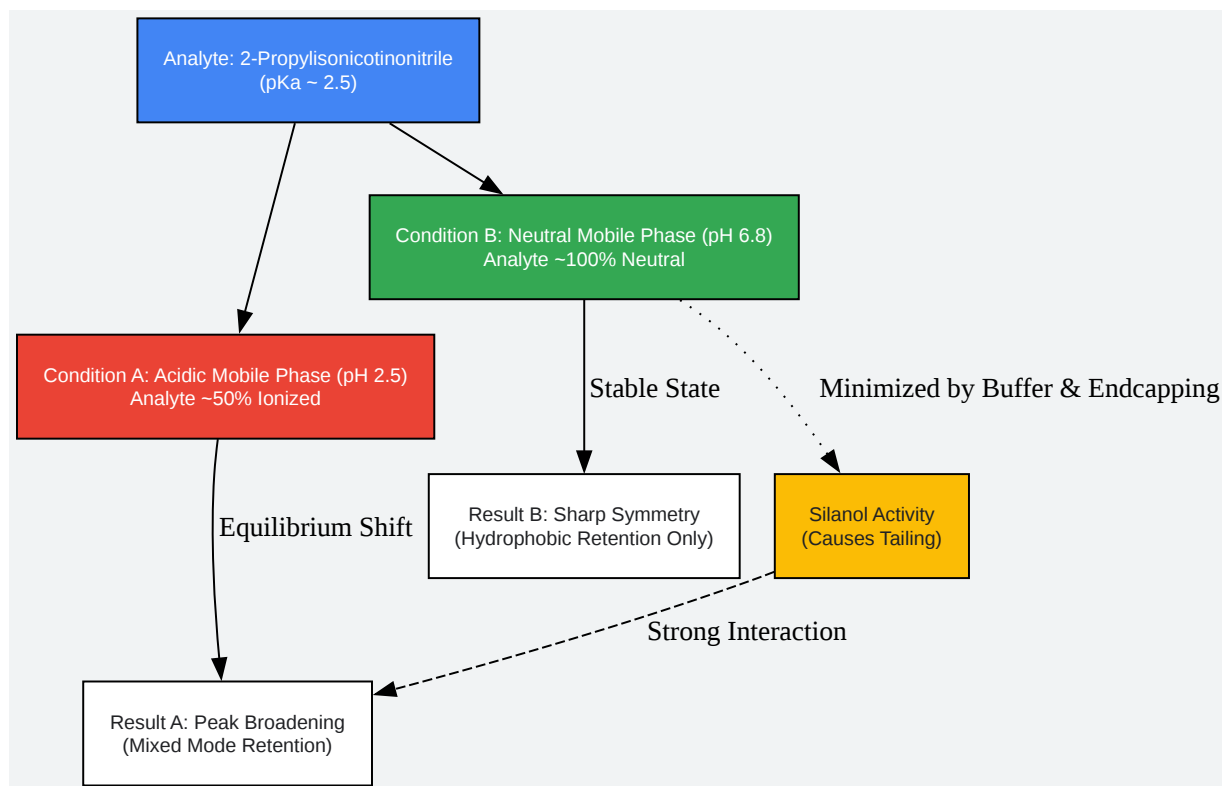 Analyte: 2-Propylisonicotinonitrile
(pKa ~ 2.5)
Condition B: Neutral Mobile Phase (pH 6.8)
Analyte ~100% Neutral
Condition A: Acidic Mobile Phase (pH 2.5)
Analyte ~50% Ionized
Stable State
Minimized by Buffer & Endcapping
Equilibrium Shift
Result B: Sharp Symmetry
(Hydrophobic Retention Only)
Silanol Activity
(Causes Tailing)
Strong Interaction
Result A: Peak Broadening
(Mixed Mode Retention)